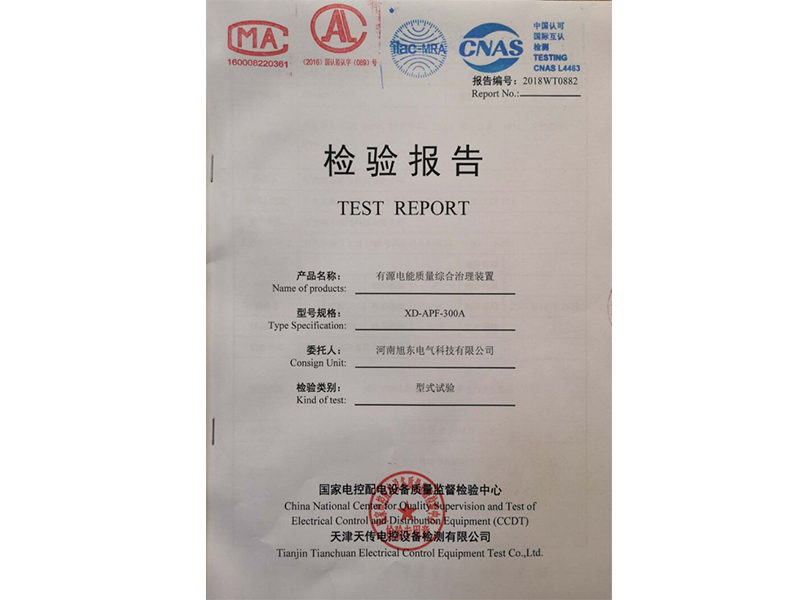 MA
160008220361
AL
(2016)国认监认字(089)号
ilac-MRA
CNAS
中国认可
国际互认
检测
TESTING
CNAS L4463
报告编号：2018WT0882
Report No.:
检验报告
TEST REPORT
产品名称：有源电能质量综合治理装置
Name of products:
型号规格：XD-APF-300A
Type Specification:
委托人：河南旭东电气科技有限公司
Consign Unit:
检验类别：型式试验
Kind of test:
国家电控配电设备质量监督检验中心
China National Center for Quality Supervision and Test of
Electrical Control and Distribution Equipment (CCDT)
天津天传电控设备检测有限公司
Tianjin Tianchuan Electrical Control Equipment Test Co.,Ltd.
检验专用章